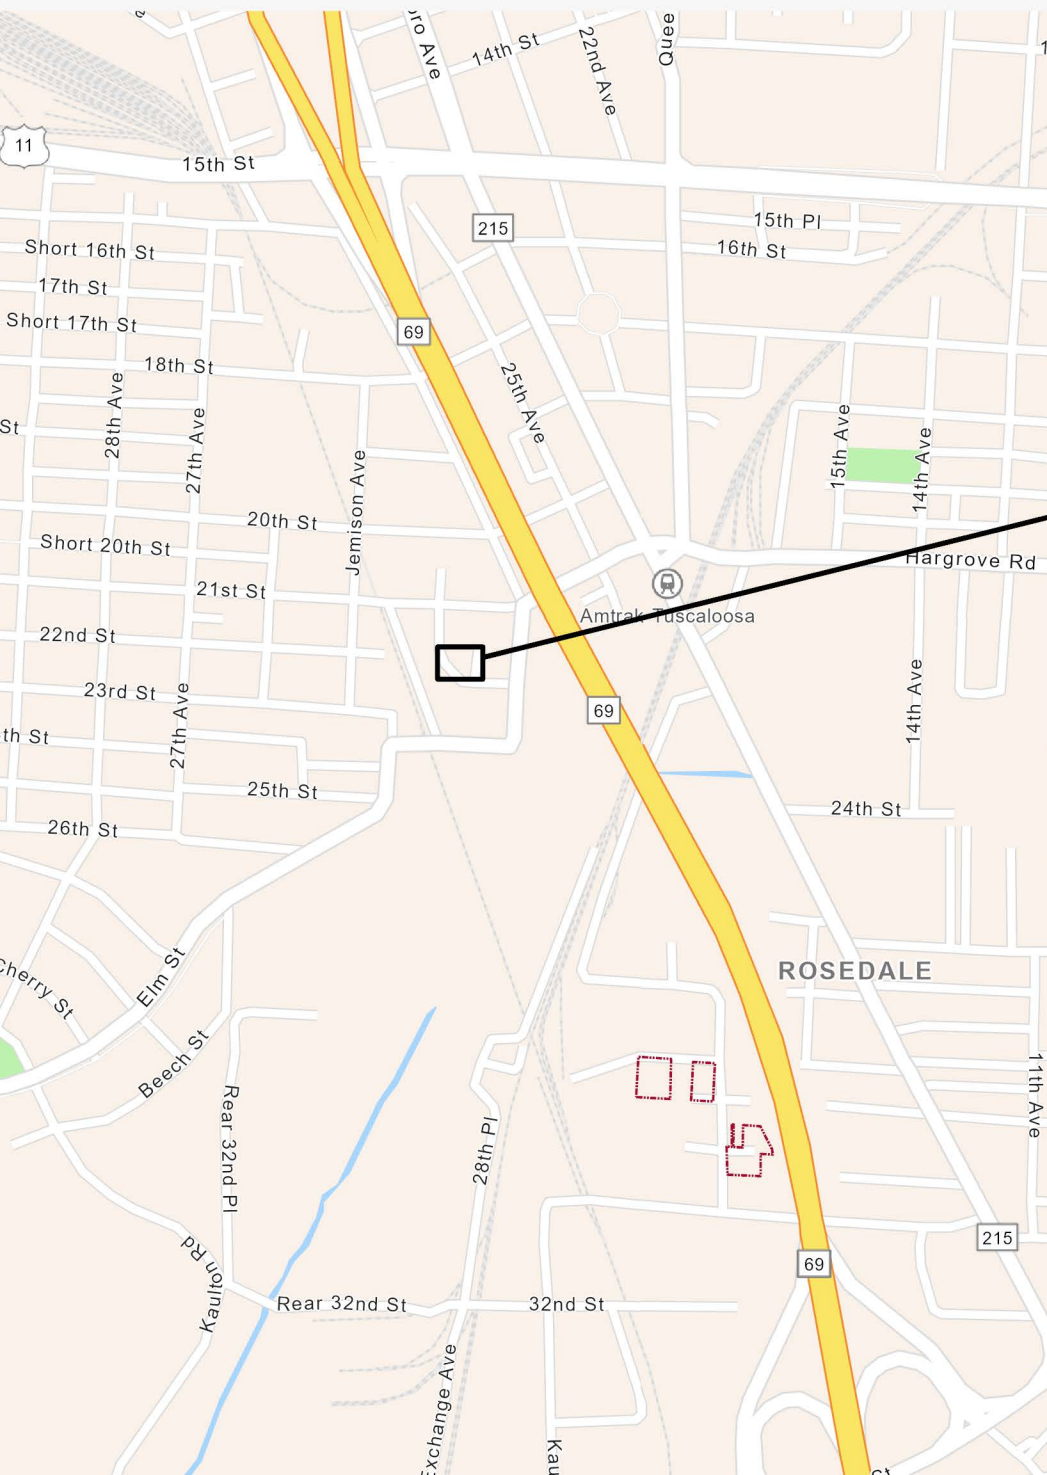 14th St
22nd Ave
Quee
oro Ave
11
15th St
215
15th Pl
16th St
Short 16th St
17th St
Short 17th St
69
18th St
28th Ave
27th Ave
25th Ave
Jemison Ave
15th Ave
14th Ave
St
20th St
Short 20th St
Hargrove Rd
21st St
Amtrak Tuscaloosa
22nd St
23rd St
69
14th Ave
27th Ave
th St
25th St
24th St
26th St
ROSEDALE
Cherry St
Elm St
Beech St
Rear 32nd Pl
28th Pl
11th Ave
Kaulton Rd
215
69
Rear 32nd St
32nd St
Exchange Ave
Kau